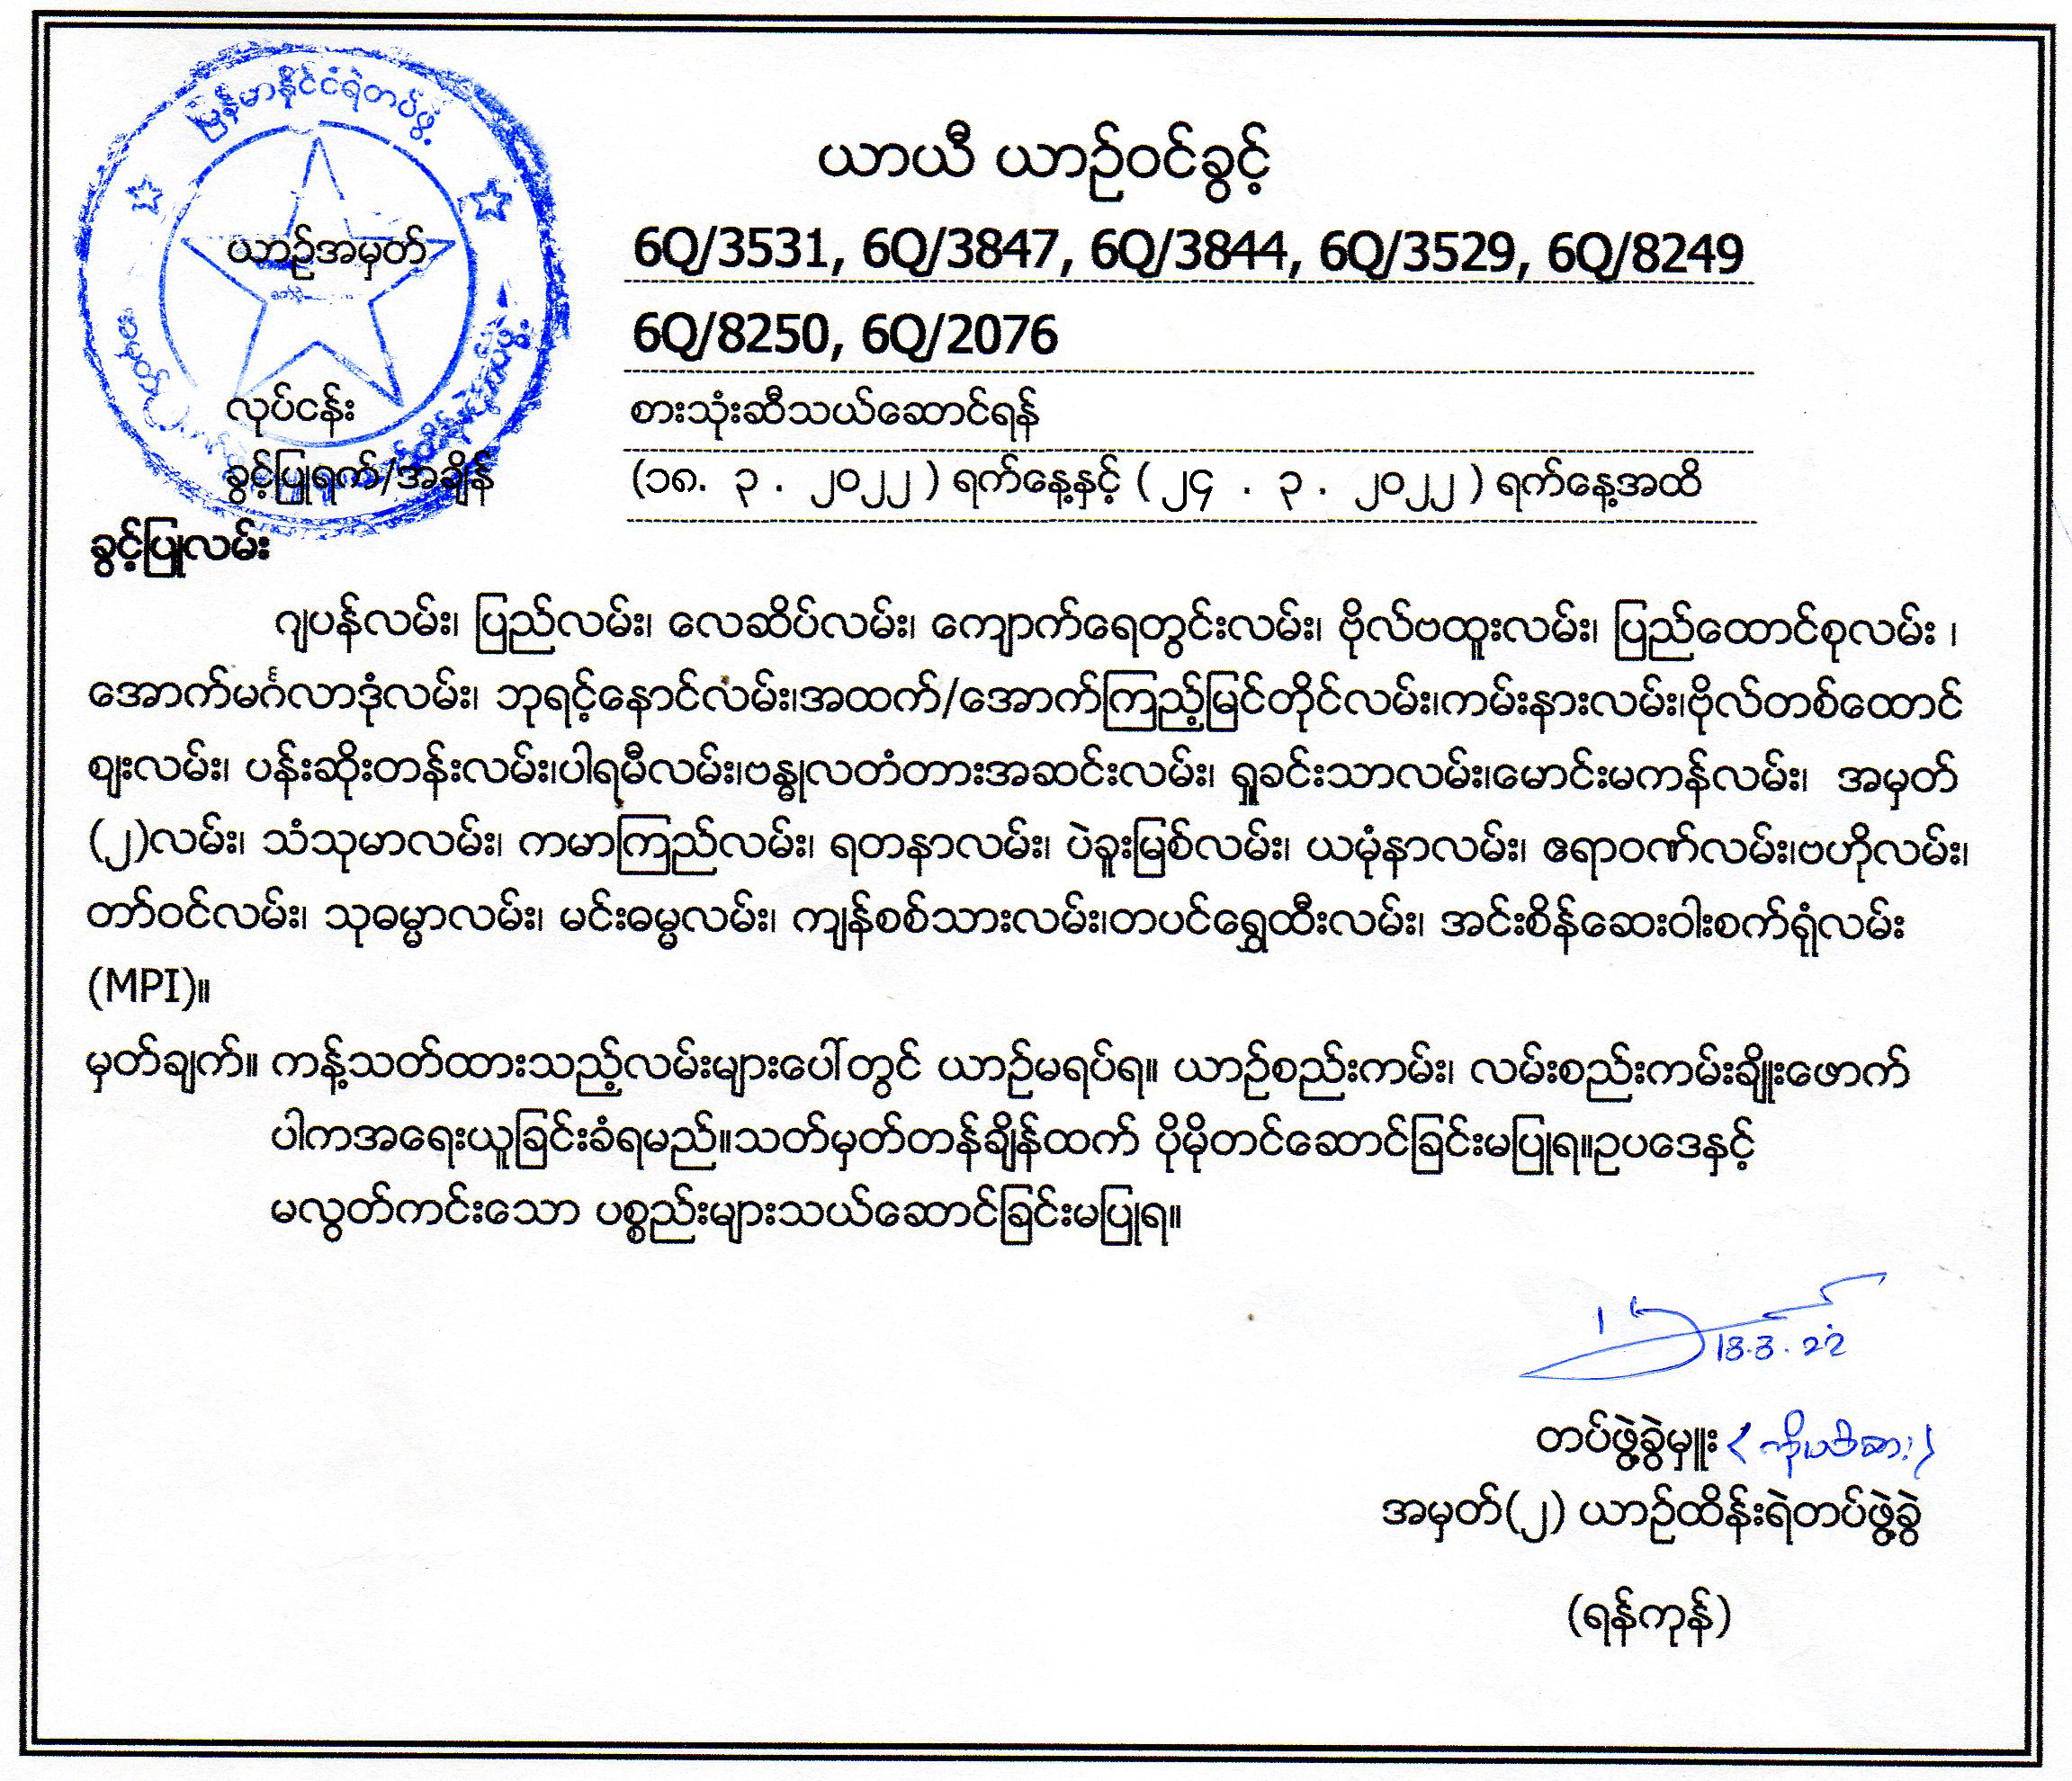 မြန်မာနိုင်ငံရဲတပ်ဖွဲ့
ယာယီ ယာဉ်ဝင်ခွင့်
ယာဉ်အမှတ် 6Q/3531, 6Q/3847, 6Q/3844, 6Q/3529, 6Q/8249
6Q/8250, 6Q/2076
လုပ်ငန်း စားသုံးဆီသယ်ဆောင်ရန်
ခွင့်ပြုရက်/အချိန် (၁၈. ၃ . ၂၀၂၂ ) ရက်နေ့နှင့် ( ၂၄ . ၃ . ၂၀၂၂ ) ရက်နေ့အထိ
ခွင့်ပြုလမ်း
ဂျပန်လမ်း၊ ပြည်လမ်း၊ လေဆိပ်လမ်း၊ ကျောက်ရေတွင်းလမ်း၊ ဗိုလ်ဗထူးလမ်း၊ ပြည်ထောင်စုလမ်း ၊
အောက်မင်္ဂလာဒုံလမ်း၊ ဘုရင့်နောင်လမ်း၊အထက်/အောက်ကြည့်မြင်တိုင်လမ်း၊ကမ်းနားလမ်း၊ဗိုလ်တစ်ထောင်
ဈေးလမ်း၊ ပန်းဆိုးတန်းလမ်း၊ပါရမီလမ်း၊ဗန္ဓုလတံတားအဆင်းလမ်း၊ ရှုခင်းသာလမ်း၊မောင်းမကန်လမ်း၊ အမှတ်
(၂)လမ်း၊ သံသုမာလမ်း၊ ကမာကြည်လမ်း၊ ရတနာလမ်း၊ ပဲခူးမြစ်လမ်း၊ ယမုံနာလမ်း၊ ဧရာဝဏ်လမ်း၊ဗဟိုလမ်း၊
တာ်ဝင်လမ်း၊ သုဓမ္မာလမ်း၊ မင်းဓမ္မလမ်း၊ ကျန်စစ်သားလမ်း၊တပင်ရွှေထီးလမ်း၊ အင်းစိန်ဆေးဝါးစက်ရုံလမ်း
(MPI)။
မှတ်ချက်။ ကန့်သတ်ထားသည့်လမ်းများပေါ်တွင် ယာဉ်မရပ်ရ။ ယာဉ်စည်းကမ်း၊ လမ်းစည်းကမ်းချိုးဖောက်
ပါကအရေးယူခြင်းခံရမည်။သတ်မှတ်တန်ချိန်ထက် ပိုမိုတင်ဆောင်ခြင်းမပြုရ။ဥပဒေနှင့်
မလွတ်ကင်းသော ပစ္စည်းများသယ်ဆောင်ခြင်းမပြုရ။
18.3.22
တပ်ဖွဲ့ခွဲမှူး
အမှတ်(၂) ယာဉ်ထိန်းရဲတပ်ဖွဲ့ခွဲ
(ရန်ကုန်)